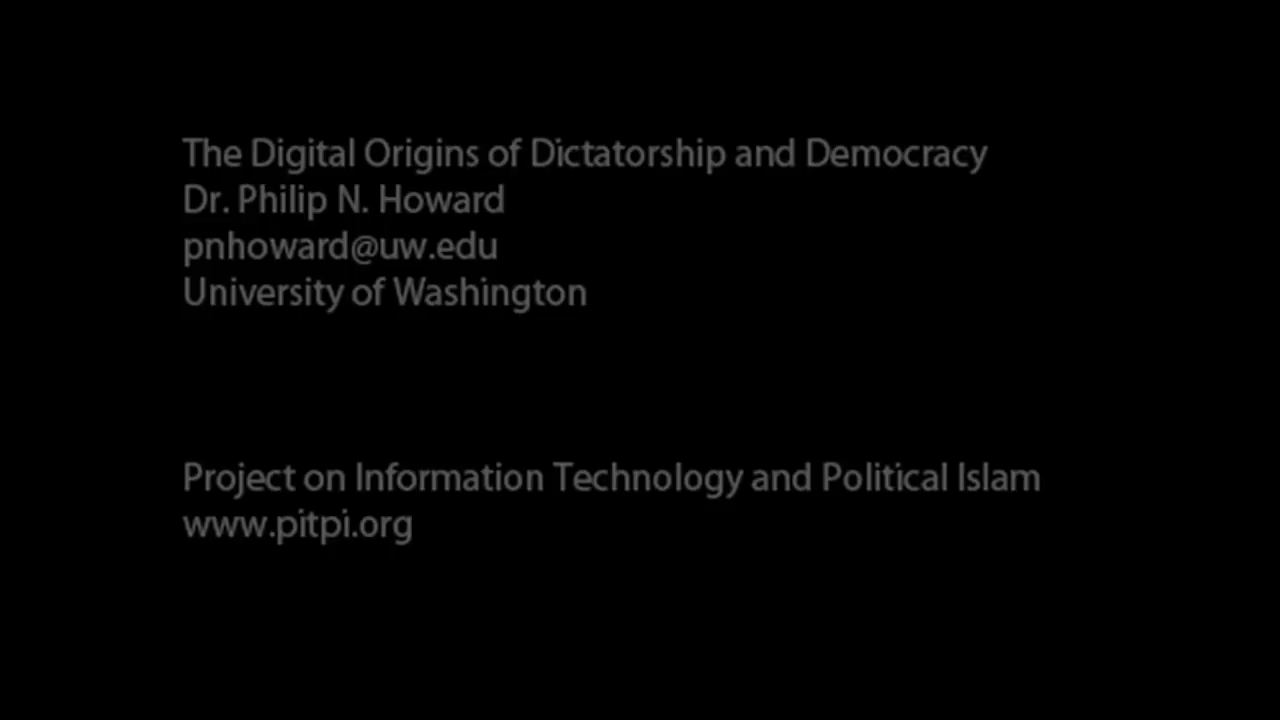 The Digital Origins of Dictatorship and Democracy
Dr. Philip N. Howard
pnhoward@uw.edu
University of Washington
Project on Information Technology and Political Islam
www.pitpi.org